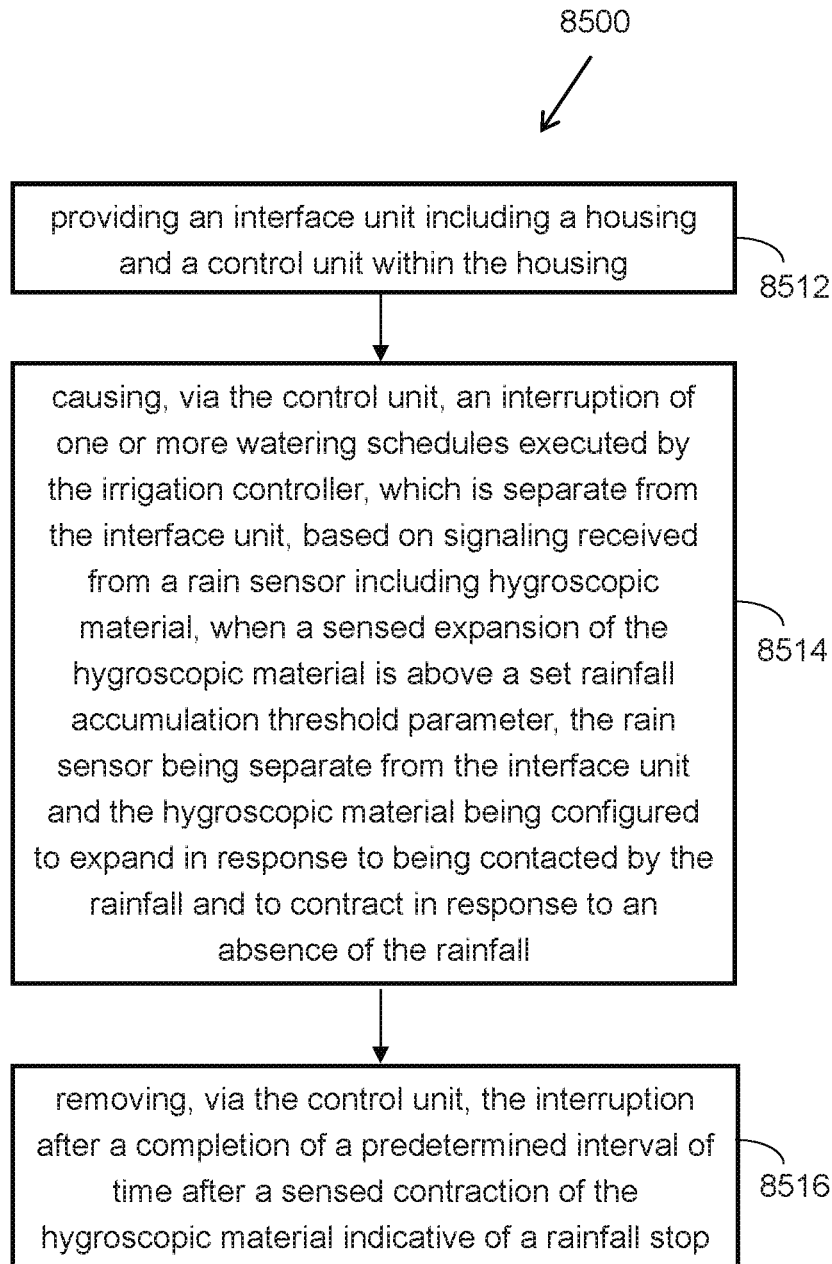 8500
providing an interface unit including a housing
and a control unit within the housing
8512
causing, via the control unit, an interruption of
one or more watering schedules executed by
the irrigation controller, which is separate from
the interface unit, based on signaling received
from a rain sensor including hygroscopic
material, when a sensed expansion of the
hygroscopic material is above a set rainfall
accumulation threshold parameter, the rain
sensor being separate from the interface unit
and the hygroscopic material being configured
to expand in response to being contacted by the
rainfall and to contract in response to an
absence of the rainfall
8514
removing, via the control unit, the interruption
after a completion of a predetermined interval of
time after a sensed contraction of the
hygroscopic material indicative of a rainfall stop
8516